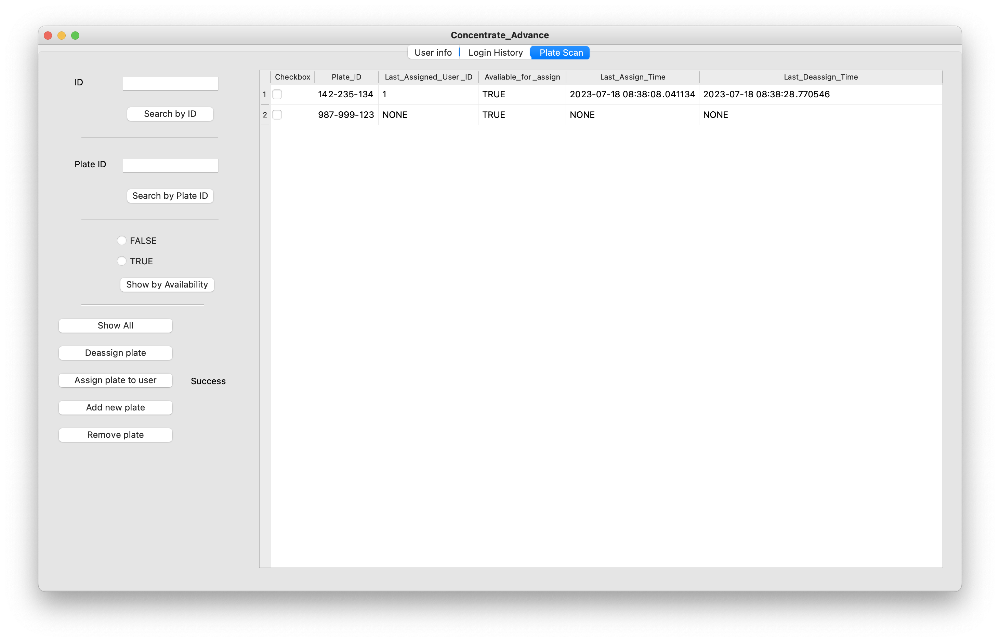 Concentrate_Advance
User info Login History Plate Scan
ID
Search by ID
Plate ID
Search by Plate ID
FALSE
TRUE
Show by Availability
Show All
Deassign plate
Assign plate to user Success
Add new plate
Remove plate
Checkbox Plate_ID Last_Assigned_User_ID Avaliable_for_assign Last_Assign_Time Last_Deassign_Time
1 142-235-134 1 TRUE 2023-07-18 08:38:08.041134 2023-07-18 08:38:28.770546
2 987-999-123 NONE TRUE NONE NONE